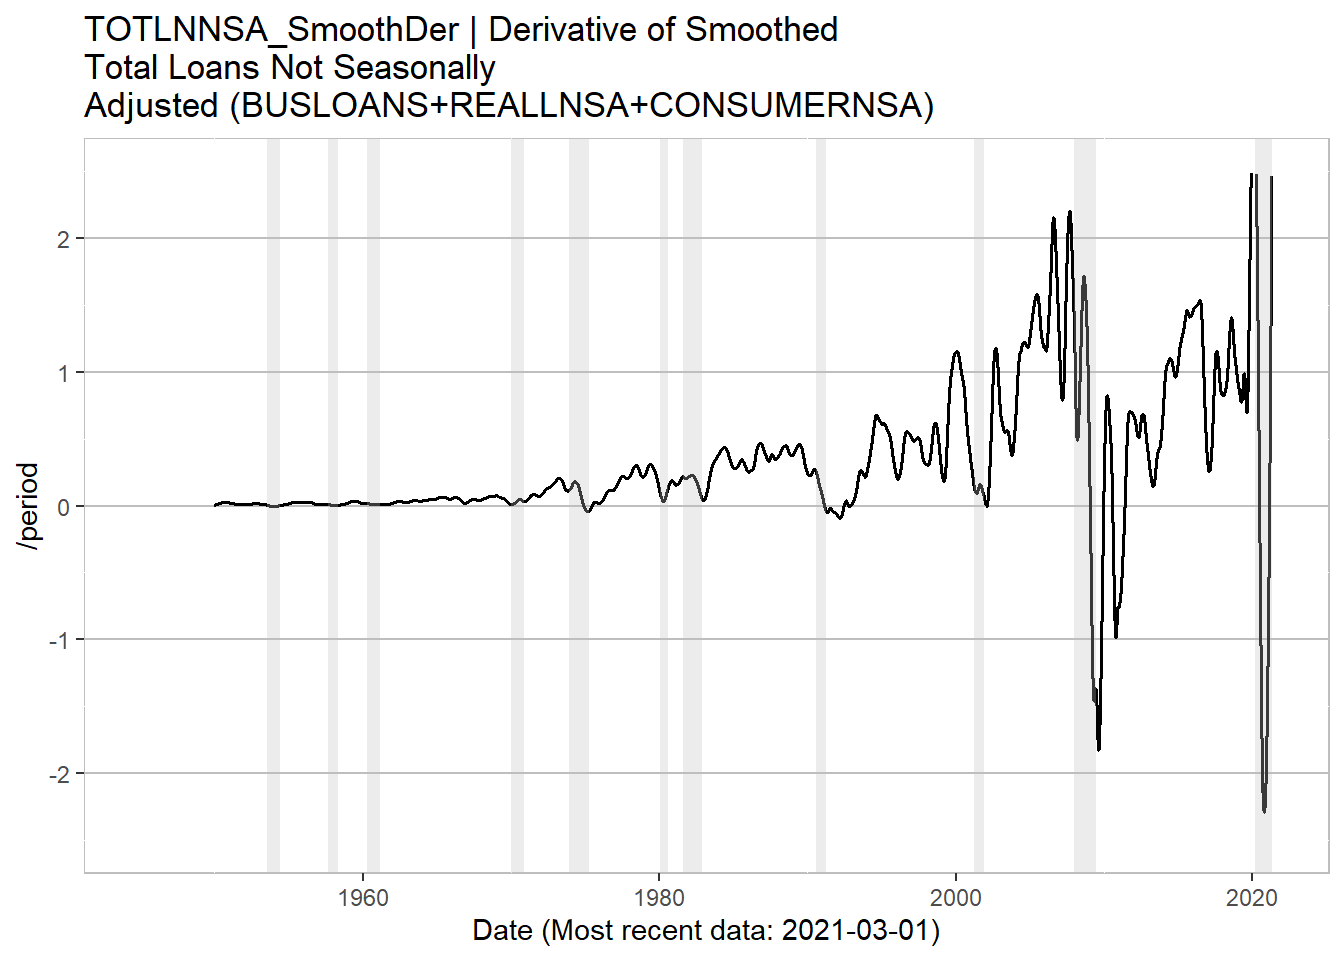 TOTLNNSA_SmoothDer | Derivative of Smoothed
Total Loans Not Seasonally
Adjusted (BUSLOANS+REALLNSA+CONSUMERNSA)
2
1
0
-1
-2
/period
1960
1980
2000
2020
Date (Most recent data: 2021-03-01)